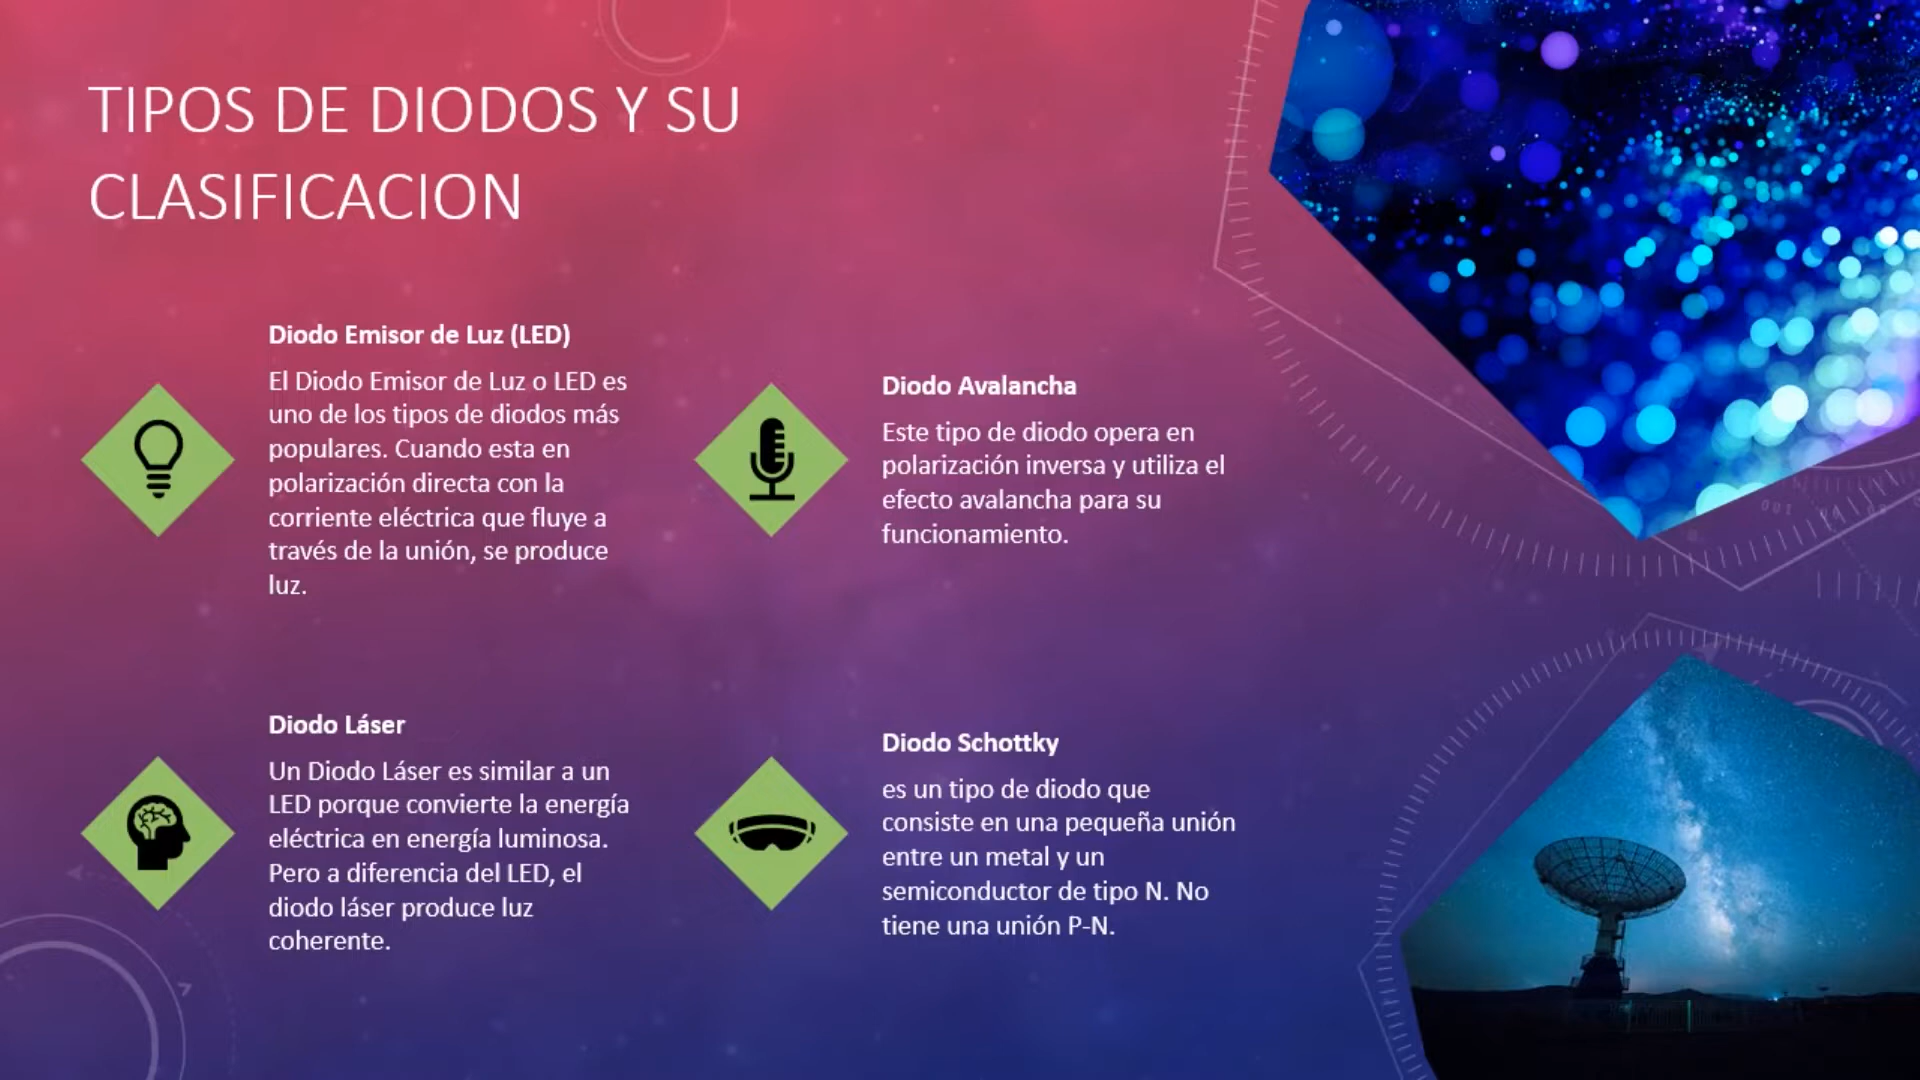 TIPOS DE DIODOS Y SU
CLASIFICACION
Diodo Emisor de Luz (LED)
El Diodo Emisor de Luz o LED es
uno de los tipos de diodos más
populares. Cuando esta en
polarización directa con la
corriente eléctrica que fluye a
través de la unión, se produce
luz.
Diodo Avalancha
Este tipo de diodo opera en
polarización inversa y utiliza el
efecto avalancha para su
funcionamiento.
Diodo Láser
Un Diodo Láser es similar a un
LED porque convierte la energía
eléctrica en energía luminosa.
Pero a diferencia del LED, el
diodo láser produce luz
coherente.
Diodo Schottky
es un tipo de diodo que
consiste en una pequeña unión
entre un metal y un
semiconductor de tipo N. No
tiene una unión P-N.